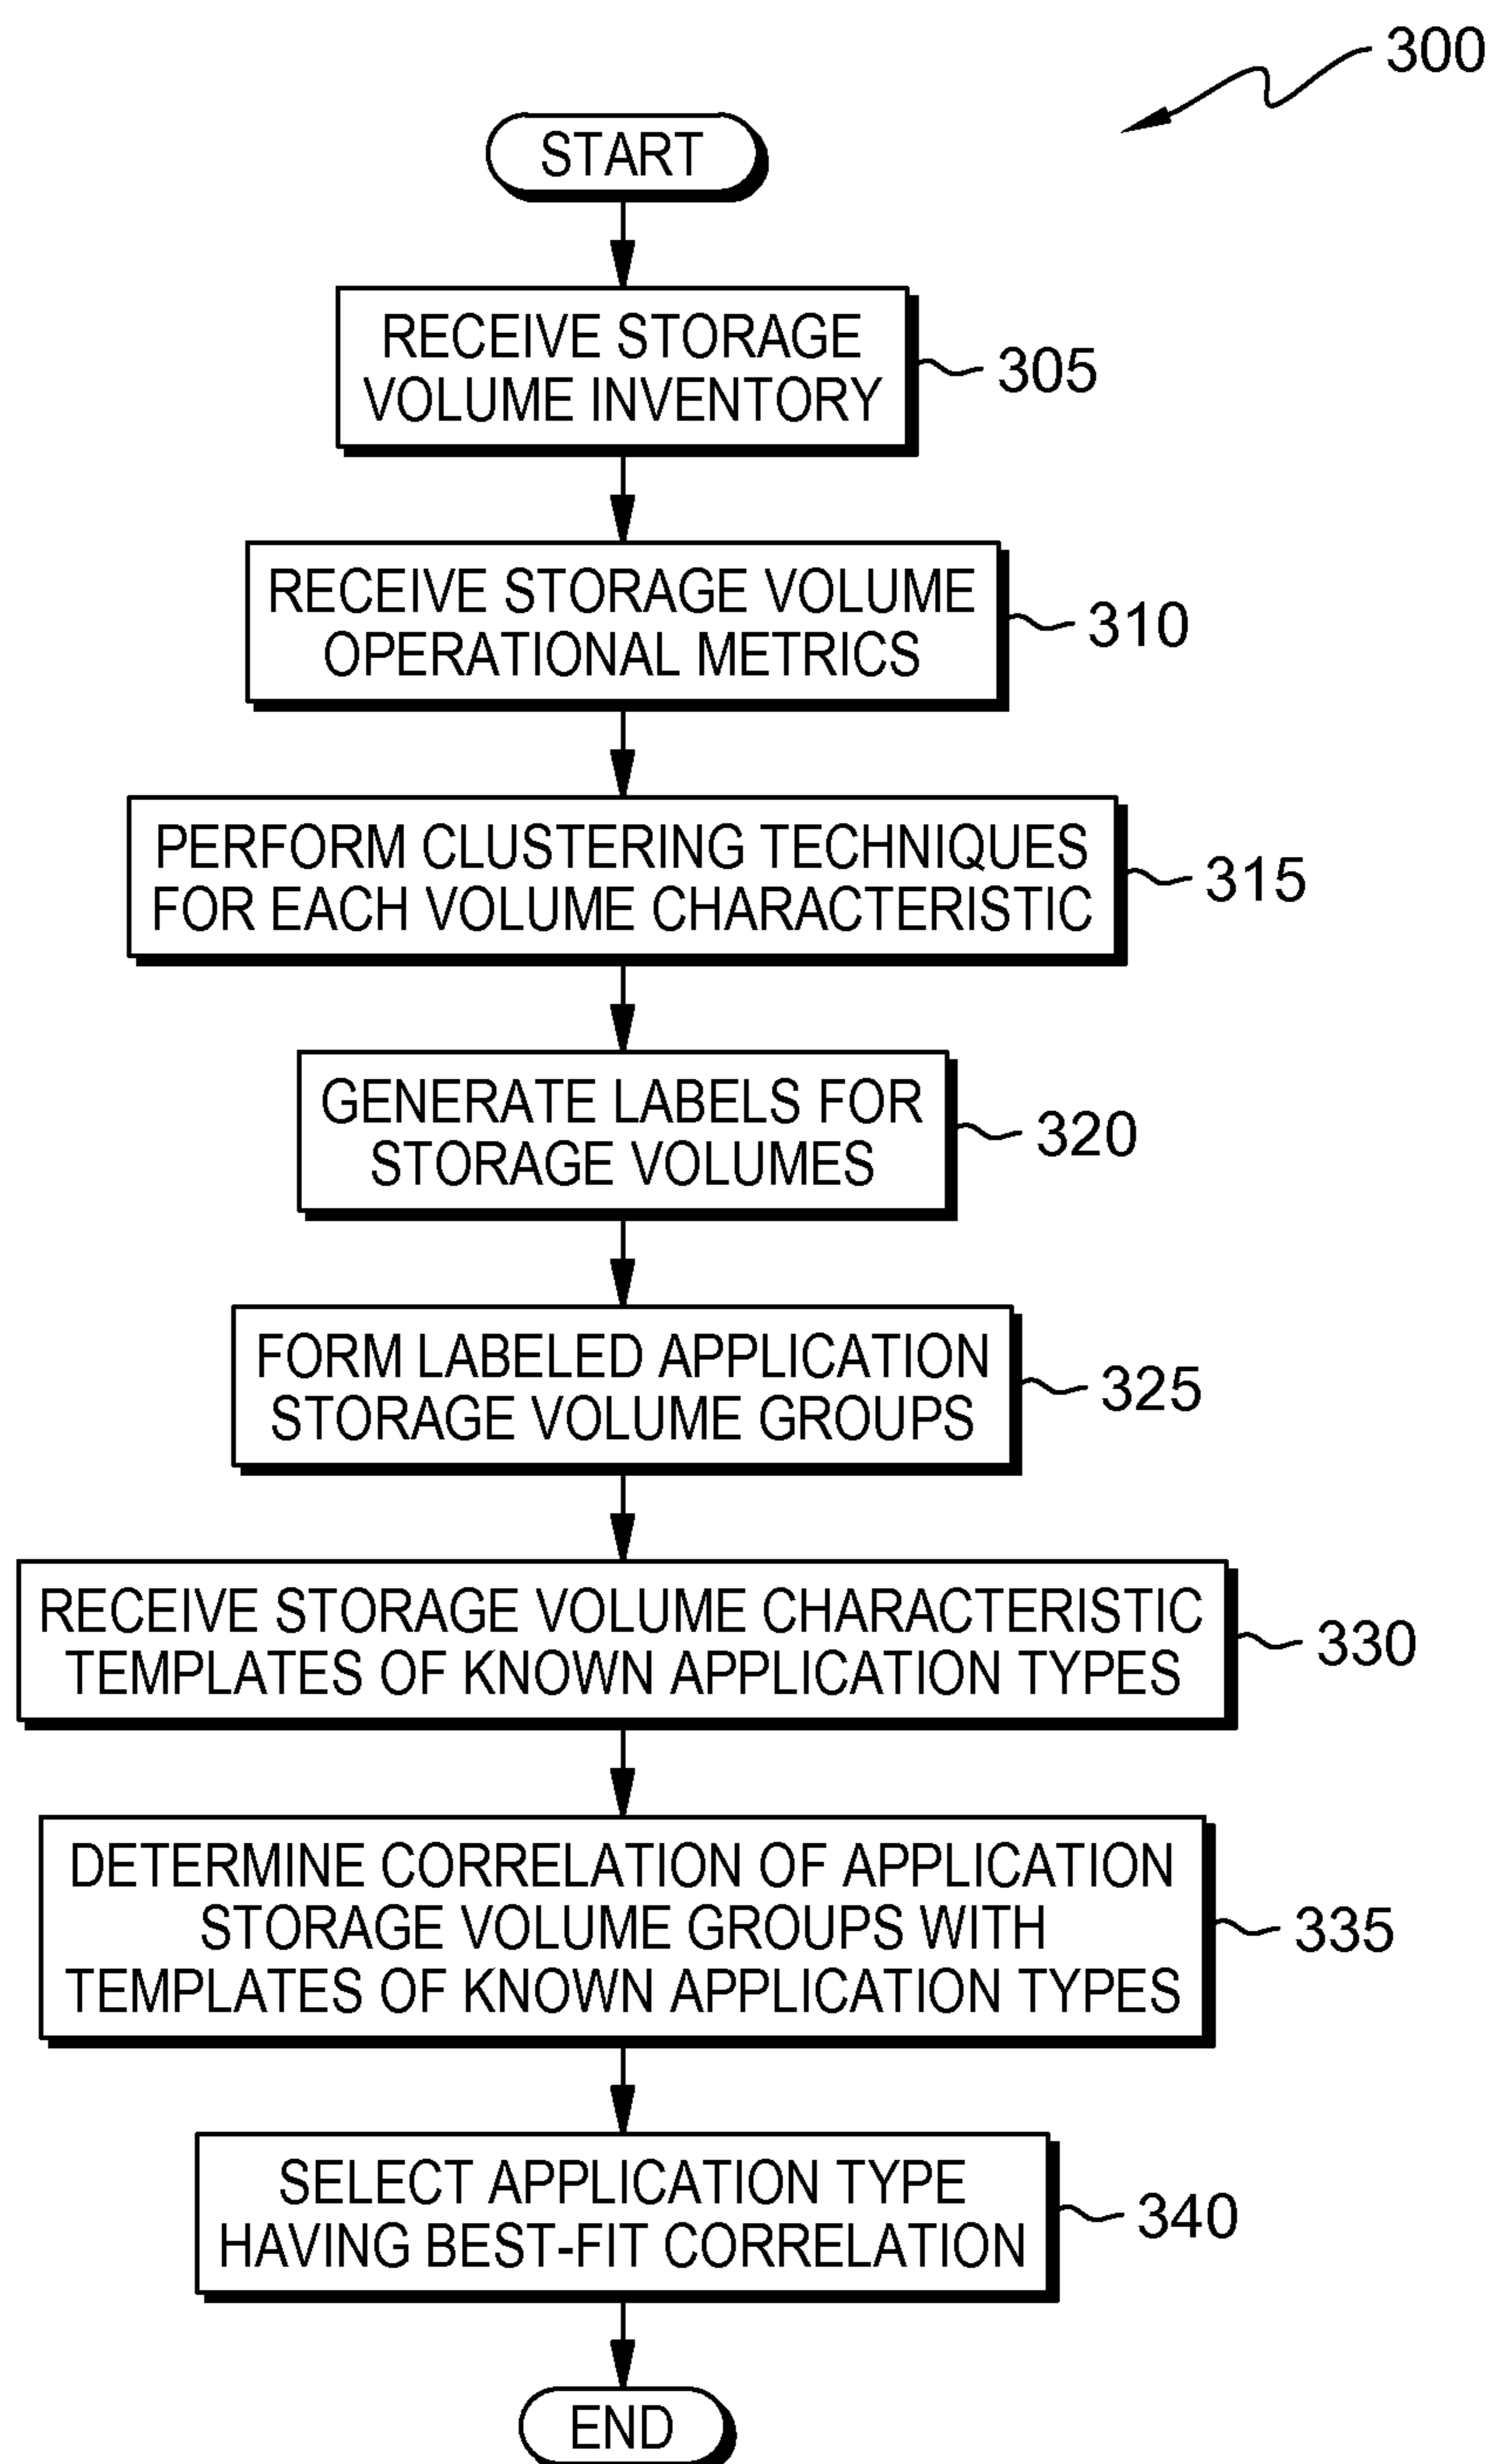 300
START
RECEIVE STORAGE
VOLUME INVENTORY
305
RECEIVE STORAGE VOLUME
OPERATIONAL METRICS
310
PERFORM CLUSTERING TECHNIQUES
FOR EACH VOLUME CHARACTERISTIC
315
GENERATE LABELS FOR
STORAGE VOLUMES
320
FORM LABELED APPLICATION
STORAGE VOLUME GROUPS
325
RECEIVE STORAGE VOLUME CHARACTERISTIC
TEMPLATES OF KNOWN APPLICATION TYPES
330
DETERMINE CORRELATION OF APPLICATION
STORAGE VOLUME GROUPS WITH
TEMPLATES OF KNOWN APPLICATION TYPES
335
SELECT APPLICATION TYPE
HAVING BEST-FIT CORRELATION
340
END